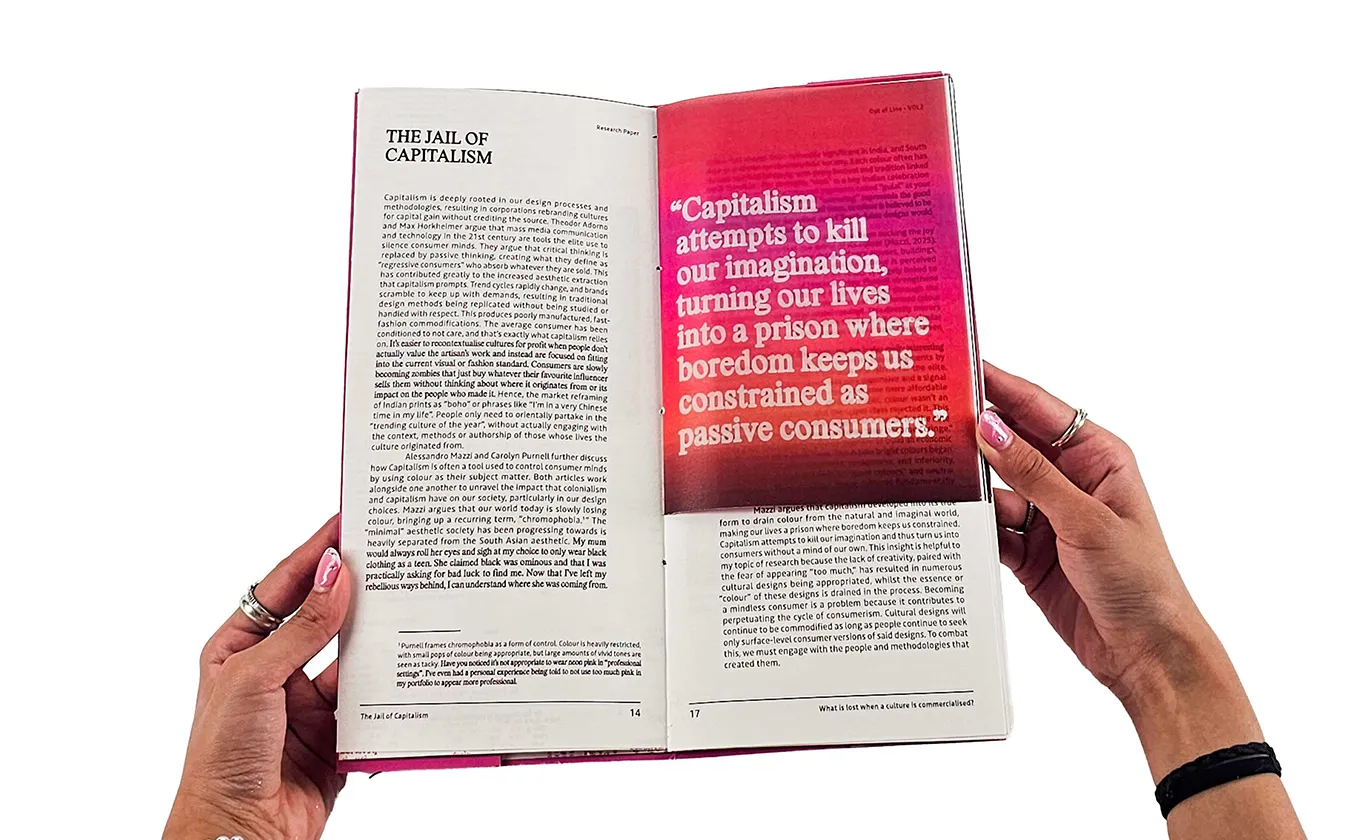 THE JAIL OF
CAPITALISM
Research Paper
Capitalism is deeply rooted in our design processes and
methodologies, resulting in corporations rebranding cultures
for capital gain without crediting the source. Theodor Adorno
and Max Horkheimer argue that mass media communication
and technology in the 21st century are tools the elite use to
silence consumer minds. They argue that critical thinking is
replaced by passive thinking, creating what they define as
“regressive consumers” who absorb whatever they are sold. This
has contributed greatly to the increased aesthetic extraction
that capitalism prompts. Trend cycles rapidly change, and brands
scramble to keep up with demands, resulting in traditional
design methods being replicated without being studied or
handled with respect. This produces poorly manufactured, fast-
fashion commodifications. The average consumer has been
conditioned to not care, and that’s exactly what capitalism relies
on. It’s easier to recontextualise cultures for profit when people don’t
actually value the artisan’s work and instead are focused on fitting
into the current visual or fashion standard. Consumers are slowly
becoming zombies that just buy whatever their favourite influencer
sells them without thinking about where it originates from or its
impact on the people who made it. Hence, the market reframing
of Indian prints as “boho” or phrases like “I’m in a very Chinese
time in my life”. People only need to orientally partake in the
“trending culture of the year”, without actually engaging with
the context, methods or authorship of those whose lives the
culture originated from.
Alessandro Mazzi and Carolyn Purnell further discuss
how Capitalism is often a tool used to control consumer minds
by using colour as their subject matter. Both articles work
alongside one another to unravel the impact that colonialism
and capitalism have on our society, particularly in our design
choices. Mazzi argues that our world today is slowly losing
colour, bringing up a recurring term, “chromophobia.¹” The
“minimal” aesthetic society has been progressing towards is
heavily separated from the South Asian aesthetic. My mum
would always roll her eyes and sigh at my choice to only wear black
clothing as a teen. She claimed black was ominous and that I was
practically asking for bad luck to find me. Now that I’ve left my
rebellious ways behind, I can understand where she was coming from.
¹ Purnell frames chromophobia as a form of control. Colour is heavily restricted,
with small pops of colour being appropriate, but large amounts of vivid tones are
seen as tacky. Have you noticed it’s not appropriate to wear neon pink in “professional
settings”. I’ve even had a personal experience being told to not use too much pink in
my portfolio to appear more professional.
The Jail of Capitalism
14
Out of Line - VOL2
“Capitalism
attempts to kill
our imagination,
turning our lives
into a prison where
boredom keeps us
constrained as
passive consumers.”
Mazzi argues that capitalism developed into its true
form to drain colour from the natural and imaginal world,
making our lives a prison where boredom keeps us constrained.
Capitalism attempts to kill our imagination and thus turn us into
consumers without a mind of our own. This insight is helpful to
my topic of research because the lack of creativity, paired with
the fear of appearing “too much,” has resulted in numerous
cultural designs being appropriated, whilst the essence or
“colour” of these designs is drained in the process. Becoming
a mindless consumer is a problem because it contributes to
perpetuating the cycle of consumerism. Cultural designs will
continue to be commodified as long as people continue to seek
only surface-level consumer versions of said designs. To combat
this, we must engage with the people and methodologies that
created them.
17
What is lost when a culture is commercialised?